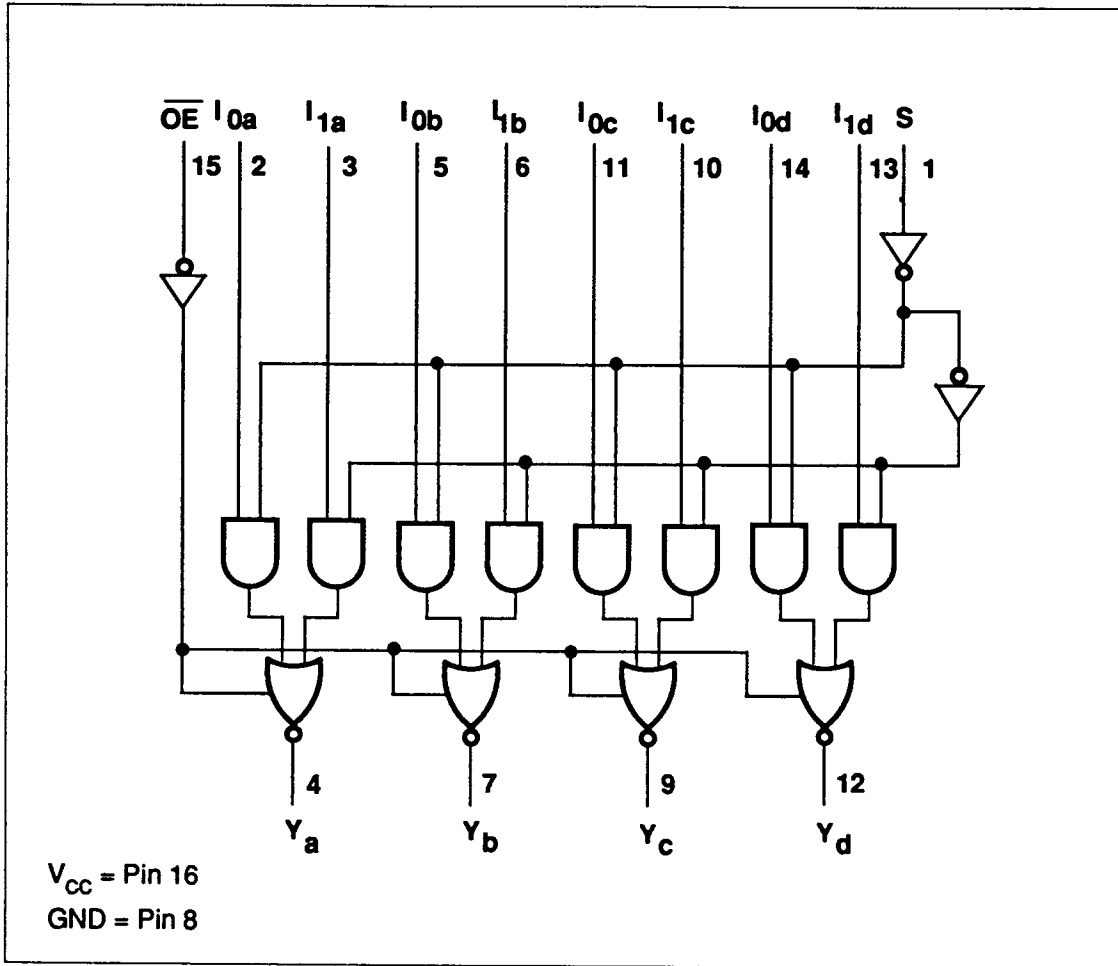 OE I0a I1a I0b I1b I0c I1c I0d I1d S
15 2 3 5 6 11 10 14 13 1
4 7 9 12
Ya Yb Yc Yd
VCC = Pin 16
GND = Pin 8